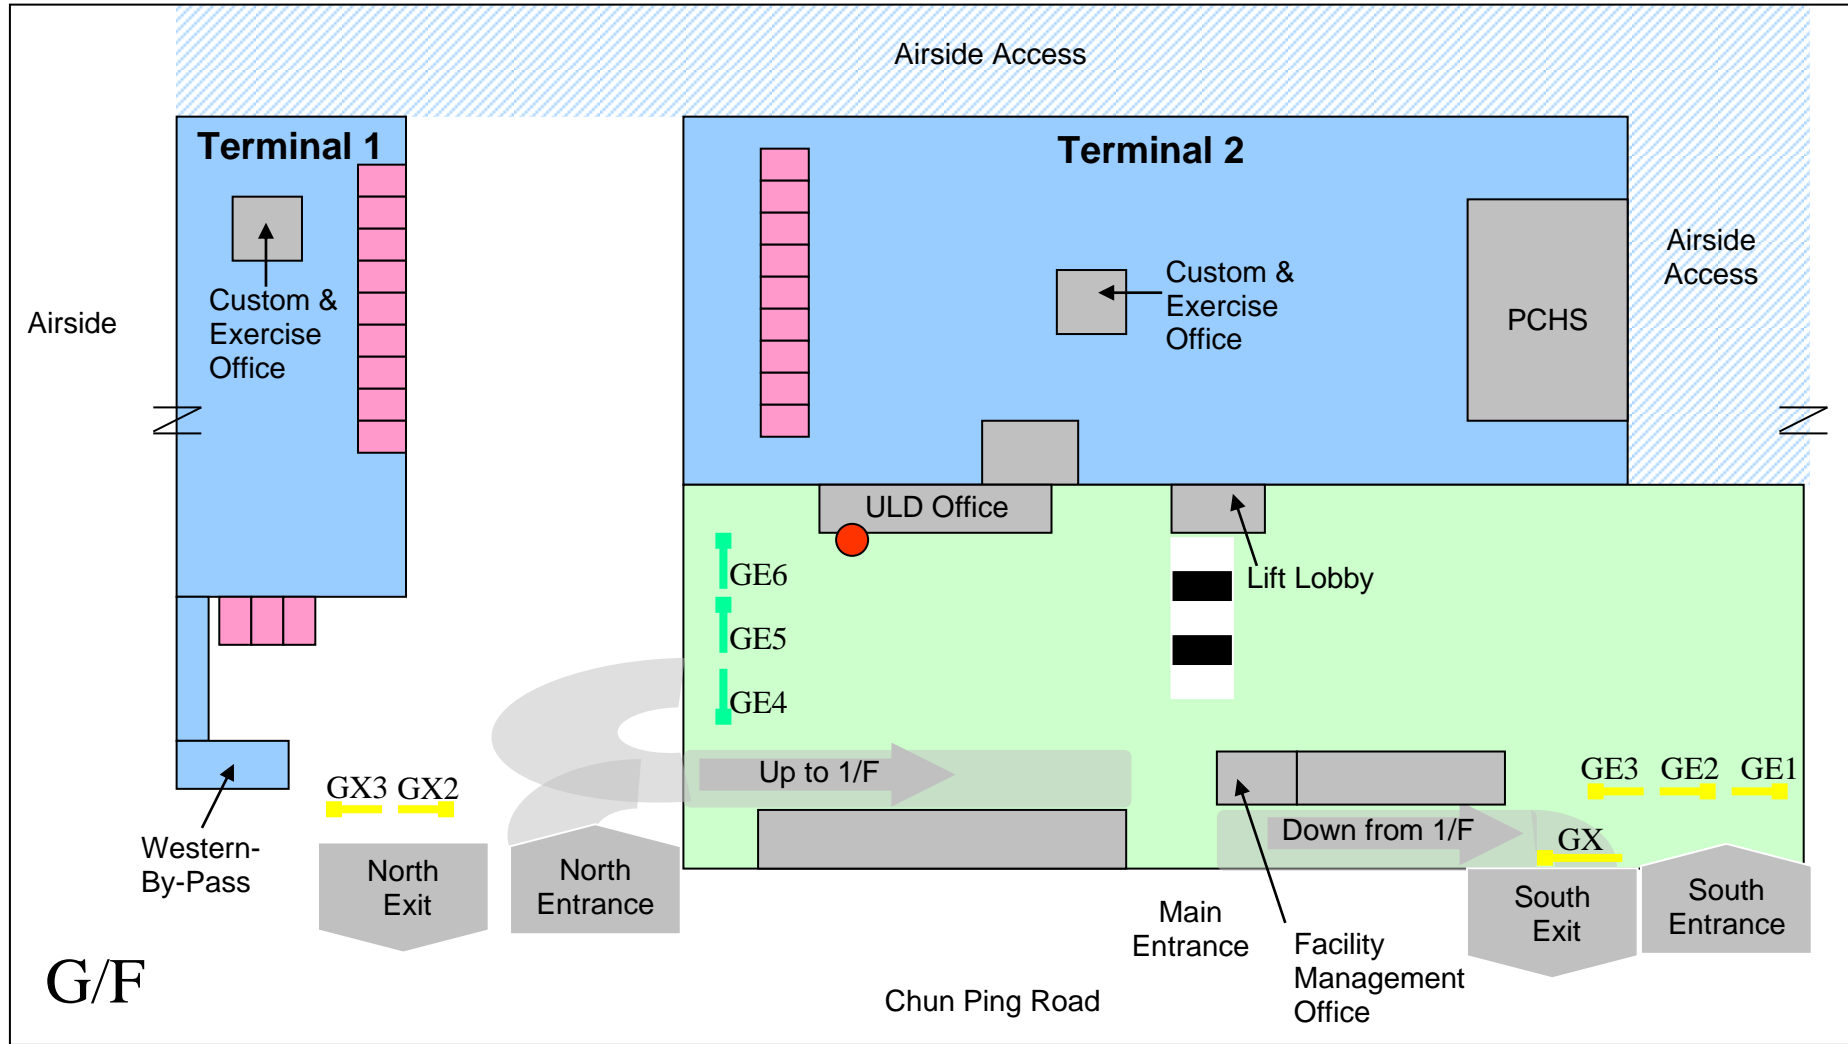 Airside Access
Terminal 1
Terminal 2
Custom &
Exercise
Office
Custom &
Exercise
Office
Airside
Access
PCHS
Airside
ULD Office
Lift Lobby
GE6
GE5
GE4
Up to 1/F
GX3
GX2
GE3
GE2
GE1
Down from 1/F
GX
Western-
By-Pass
North
Exit
North
Entrance
Main
Entrance
South
Exit
South
Entrance
Facility
Management
Office
G/F
Chun Ping Road